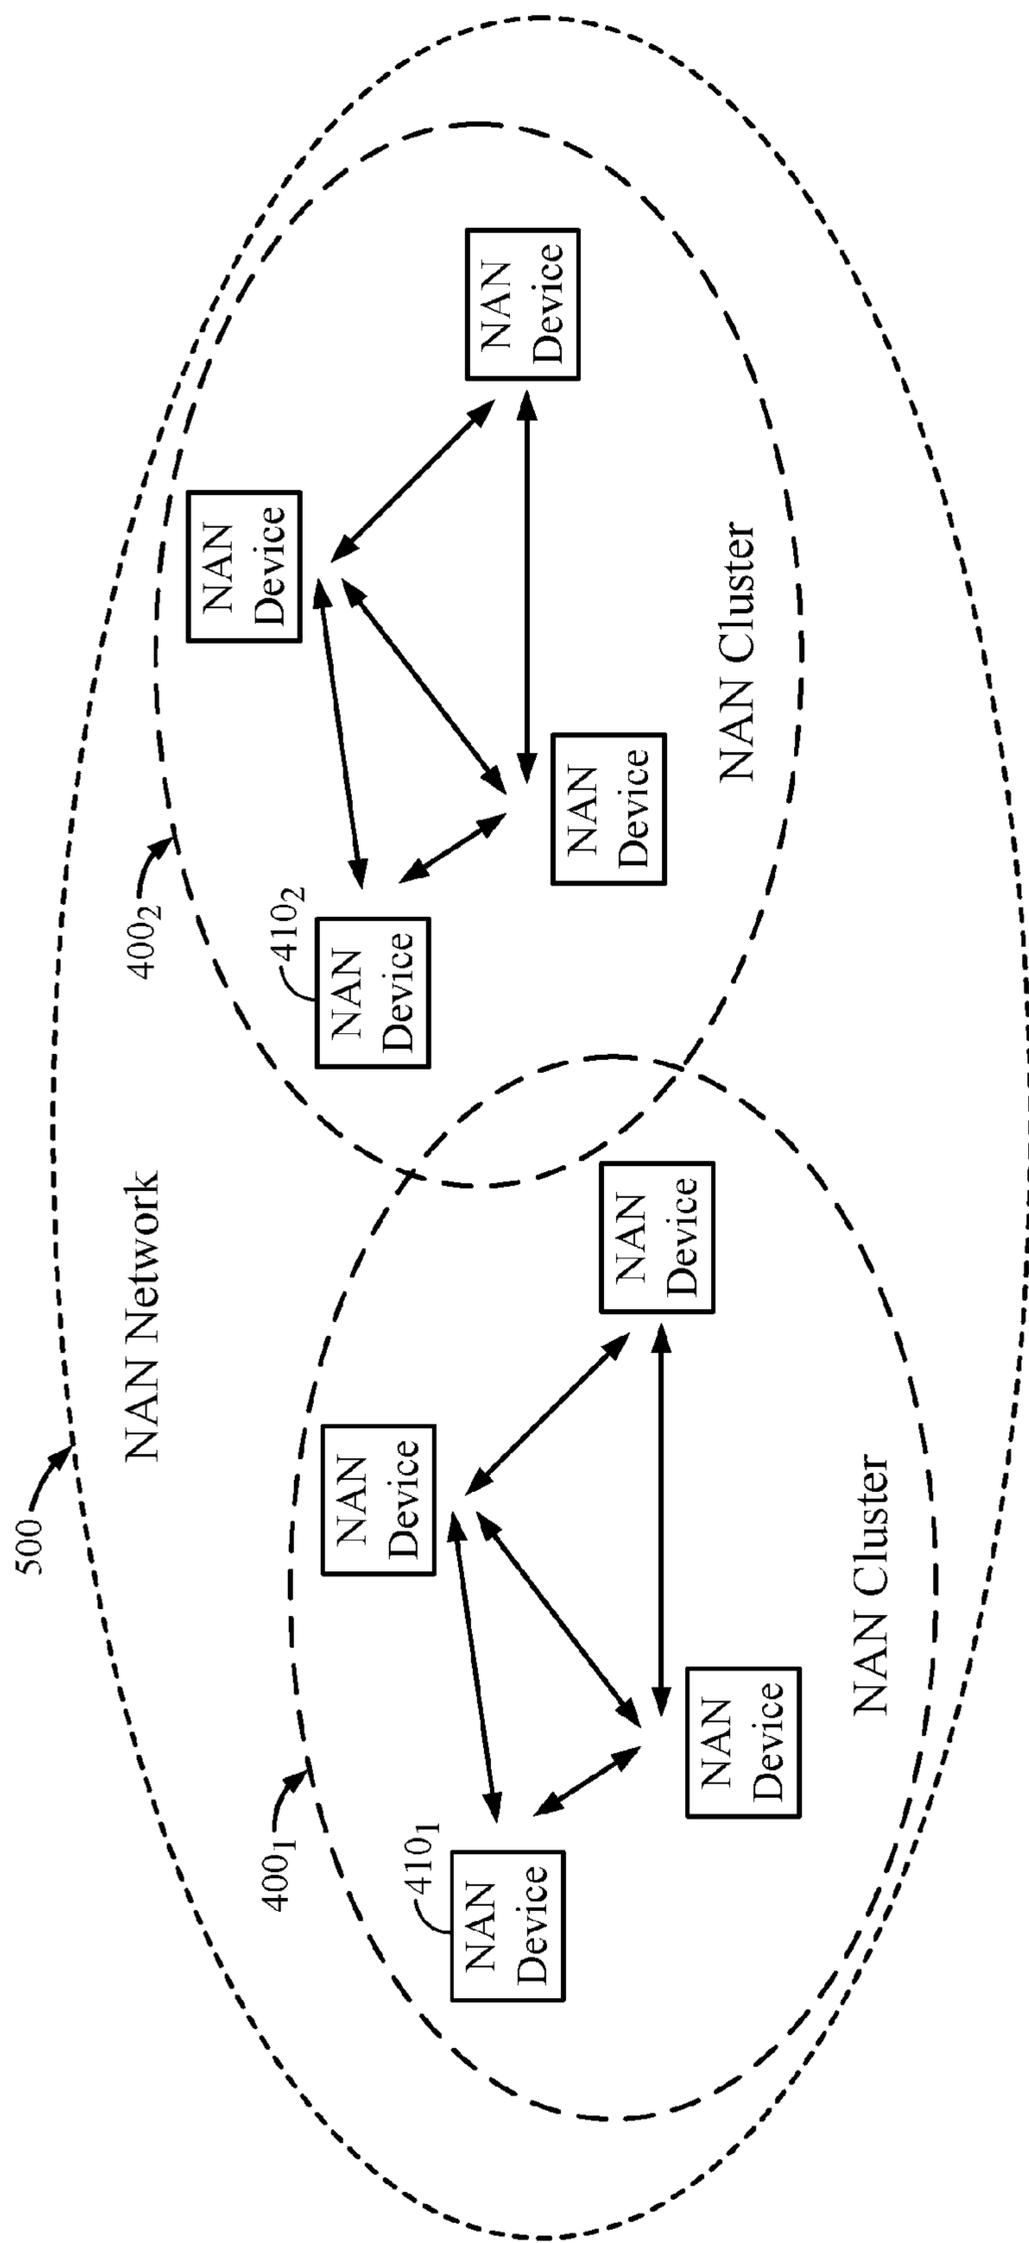 500
NAN Network
400₂
400₁
NAN
Device
410₂
NAN
Device
NAN
Device
NAN
Device
NAN Cluster
NAN
Device
410₁
NAN
Device
NAN
Device
NAN
Device
NAN Cluster